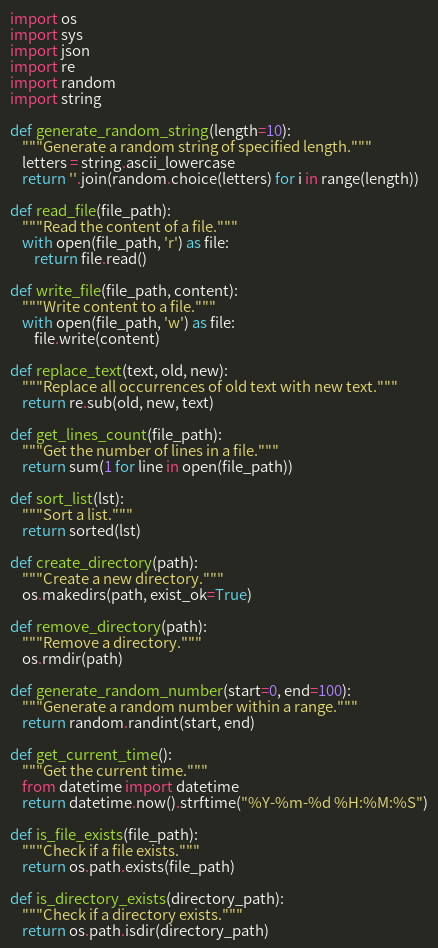 import os
import sys
import json
import re
import random
import string

def generate_random_string(length=10):
    """Generate a random string of specified length."""
    letters = string.ascii_lowercase
    return ''.join(random.choice(letters) for i in range(length))

def read_file(file_path):
    """Read the content of a file."""
    with open(file_path, 'r') as file:
        return file.read()

def write_file(file_path, content):
    """Write content to a file."""
    with open(file_path, 'w') as file:
        file.write(content)

def replace_text(text, old, new):
    """Replace all occurrences of old text with new text."""
    return re.sub(old, new, text)

def get_lines_count(file_path):
    """Get the number of lines in a file."""
    return sum(1 for line in open(file_path))

def sort_list(lst):
    """Sort a list."""
    return sorted(lst)

def create_directory(path):
    """Create a new directory."""
    os.makedirs(path, exist_ok=True)

def remove_directory(path):
    """Remove a directory."""
    os.rmdir(path)

def generate_random_number(start=0, end=100):
    """Generate a random number within a range."""
    return random.randint(start, end)

def get_current_time():
    """Get the current time."""
    from datetime import datetime
    return datetime.now().strftime("%Y-%m-%d %H:%M:%S")

def is_file_exists(file_path):
    """Check if a file exists."""
    return os.path.exists(file_path)

def is_directory_exists(directory_path):
    """Check if a directory exists."""
    return os.path.isdir(directory_path)